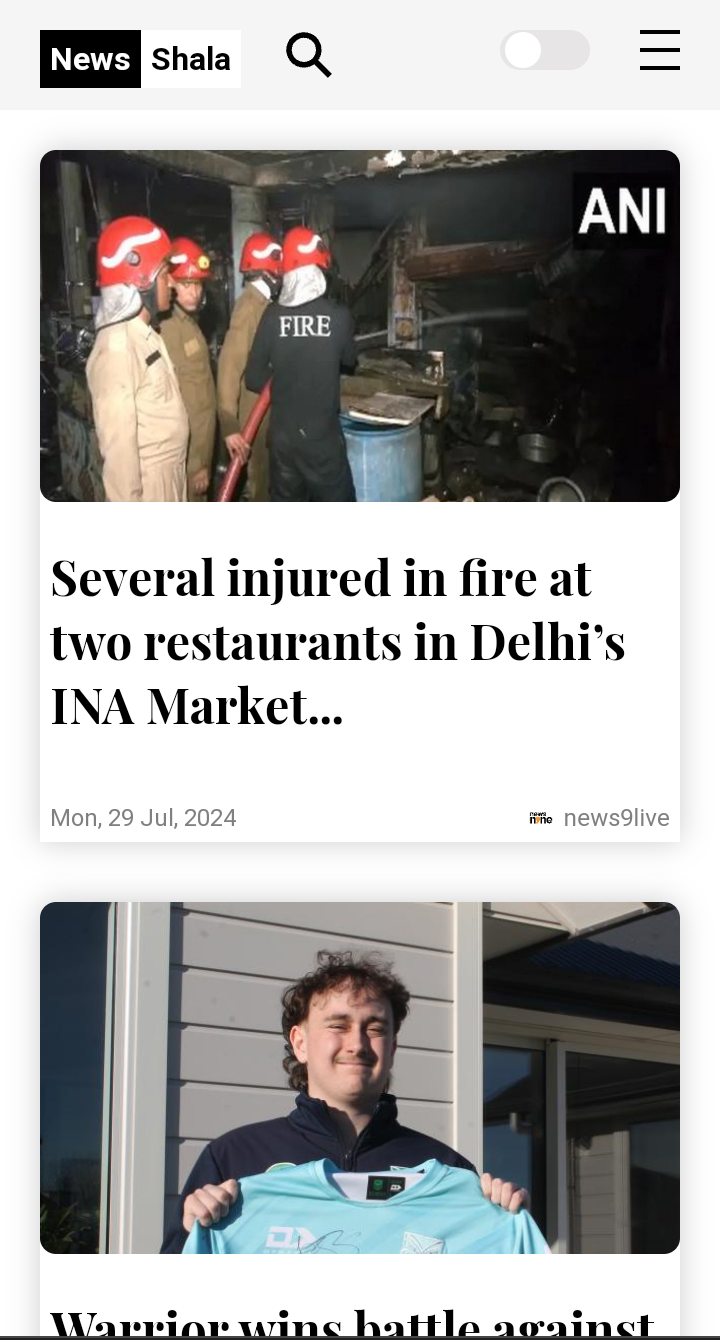 News Shala
ANI
FIRE
Several injured in fire at
two restaurants in Delhi’s
INA Market...
Mon, 29 Jul, 2024
news9live
Warrior wins battle against